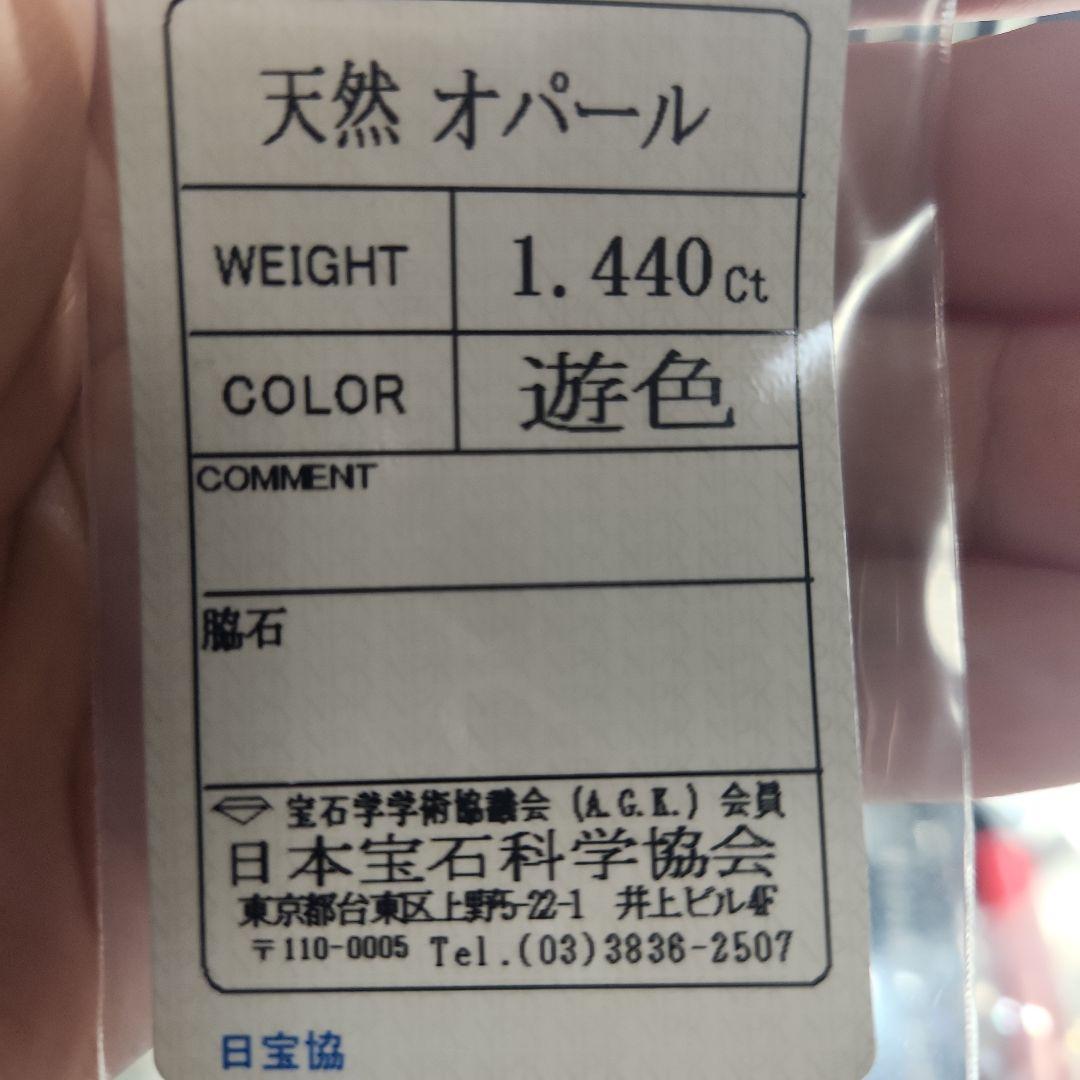 天然 オパール
WEIGHT 1.440ct
COLOR 遊色
COMMENT
脇石
宝石学学術協議会 (A.G.K.) 会員
日本宝石科学協会
東京都台東区上野5-22-1 井上ビル4F
〒110-0005 Tel.(03)3836-2507
日宝協